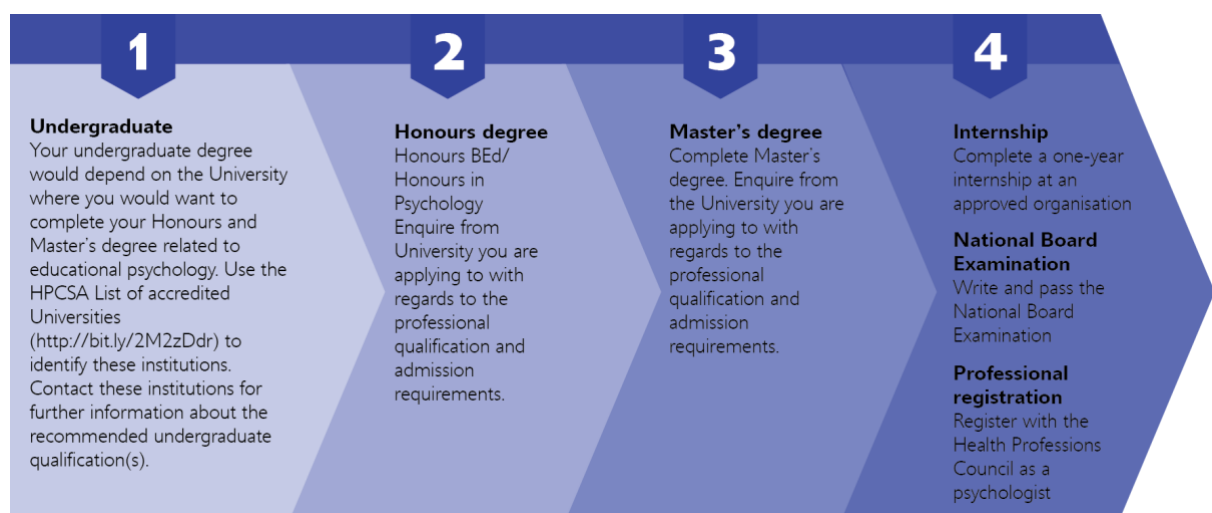 1
Undergraduate
Your undergraduate degree
would depend on the University
where you would want to
complete your Honours and
Master's degree related to
educational psychology. Use the
HPCSA List of accredited
Universities
(http://bit.ly/2M2zDdr) to
identify these institutions.
Contact these institutions for
further information about the
recommended undergraduate
qualification(s).
2
Honours degree
Honours BEd/
Honours in
Psychology
Enquire from
University you are
applying to with
regards to the
professional
qualification and
admission
requirements.
3
Master's degree
Complete Master's
degree. Enquire from
the University you are
applying to with
regards to the
professional
qualification and
admission
requirements.
4
Internship
Complete a one-year
internship at an
approved organisation
National Board
Examination
Write and pass the
National Board
Examination
Professional
registration
Register with the
Health Professions
Council as a
psychologist